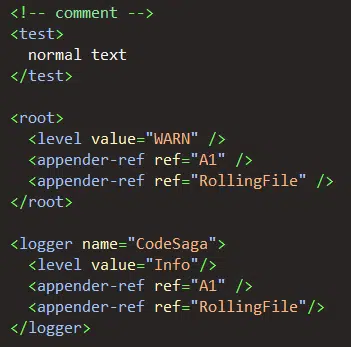 <!-- comment -->
<test>
  normal text
</test>

<root>
  <level value="WARN" />
  <appender-ref ref="A1" />
  <appender-ref ref="RollingFile" />
</root>

<logger name="CodeSaga">
  <level value="Info"/>
  <appender-ref ref="A1" />
  <appender-ref ref="RollingFile"/>
</logger>